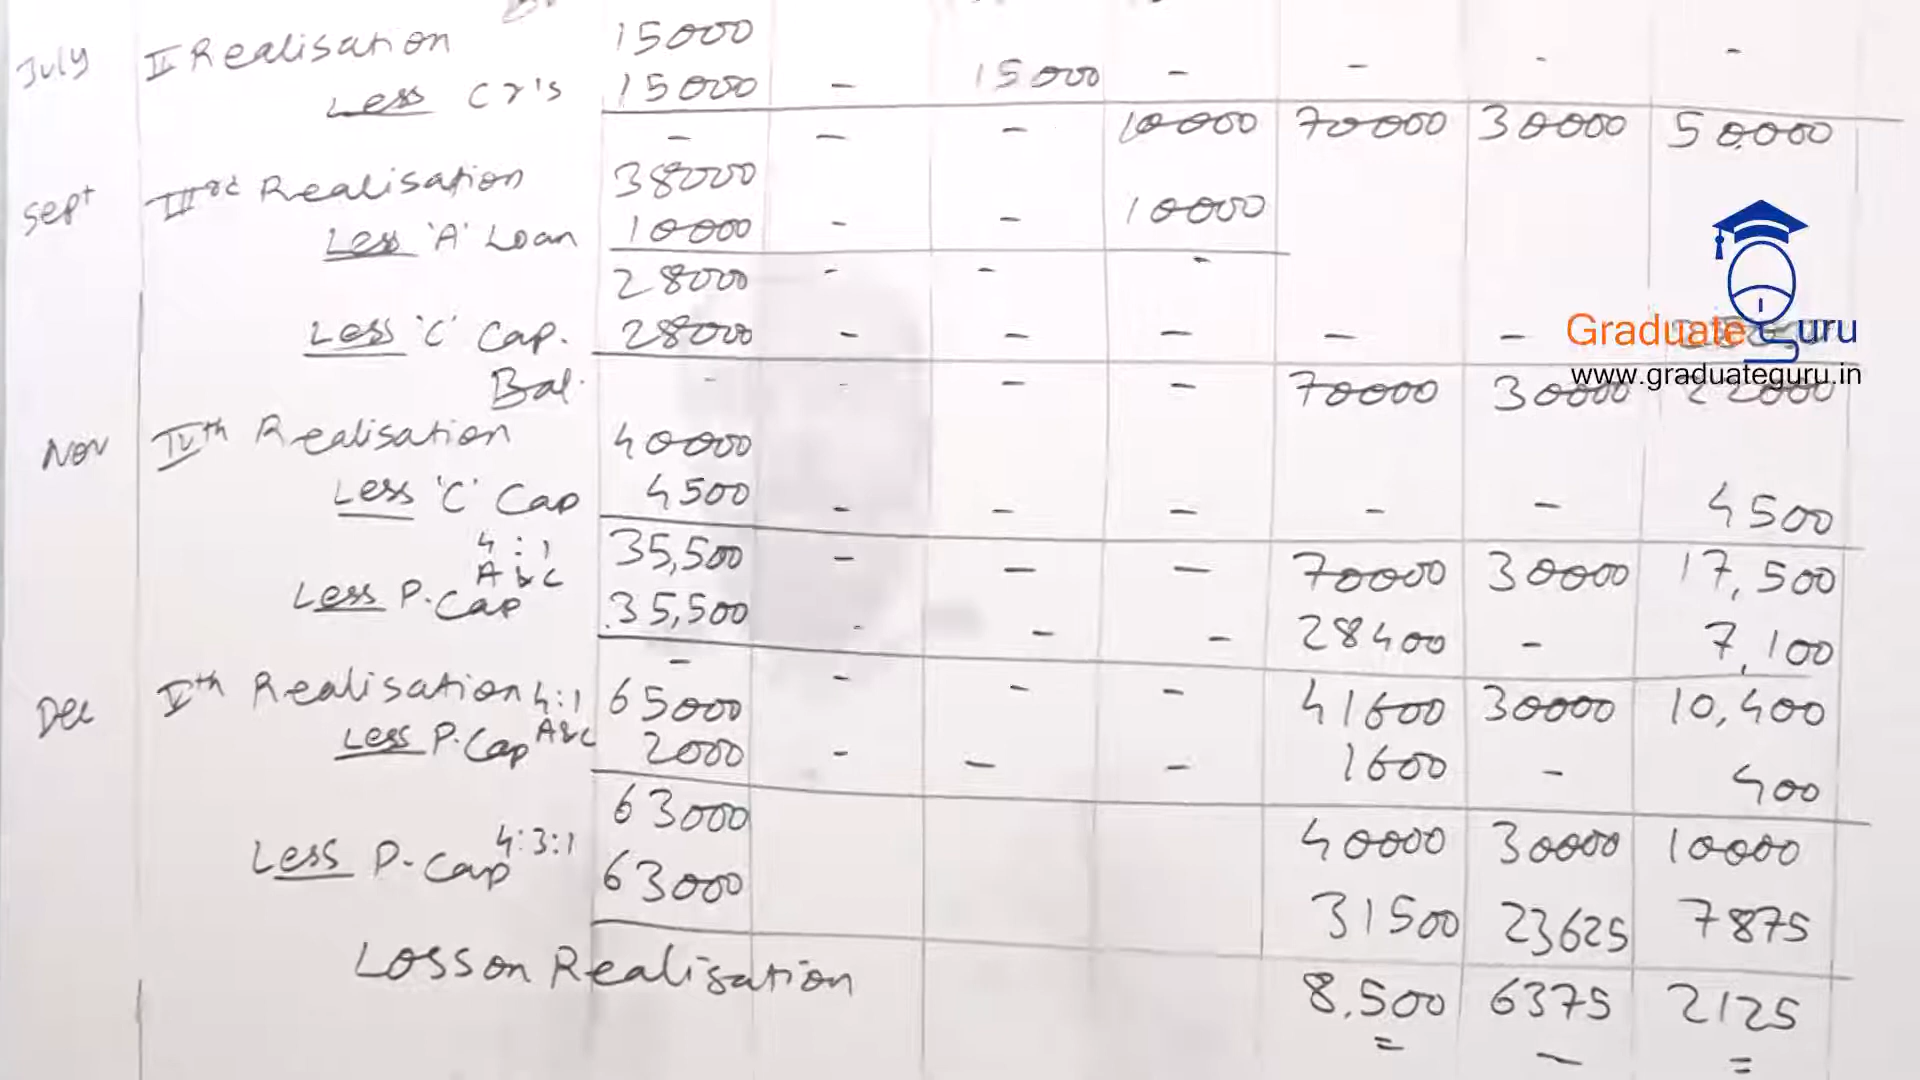 July II Realisation 15000 - - - -
Less Cr's 15000 - 15000 -
- - - 10000 70000 30000 50,000
Sept IIIrd Realisation 38000
Less 'A' Loan 10000 - - 10000
28000 - - -
Less 'C' Cap. 28000 - - - - -
Bal. - - - - 70000 30000 22000
Nov IVth Realisation 40000
Less 'C' Cap 4500 - - - - - 4500
4:1 35,500 - - - 70000 30000 17,500
A & C
Less P. Cap 35,500 - - - 28400 - 7,100
-
Dec Vth Realisation 4:1 65000 - - - 41600 30000 10,400
Less P. Cap A&C 2000 - - - 1600 - 400
63000 40000 30000 10000
Less P. Cap 4:3:1 63000 31500 23625 7875
Loss on Realisation 8,500 6375 2125
Graduate Guru
www.graduateguru.in